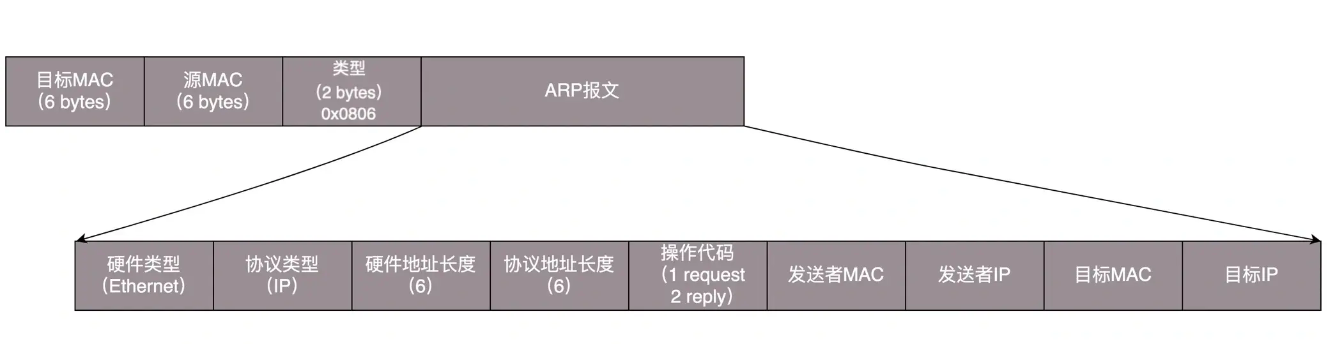 目标MAC
（6 bytes）
源MAC
（6 bytes）
类型
（2 bytes）
0x0806
ARP报文
硬件类型
（Ethernet）
协议类型
（IP）
硬件地址长度
（6）
协议地址长度
（6）
操作代码
（1 request
2 reply）
发送者MAC
发送者IP
目标MAC
目标IP